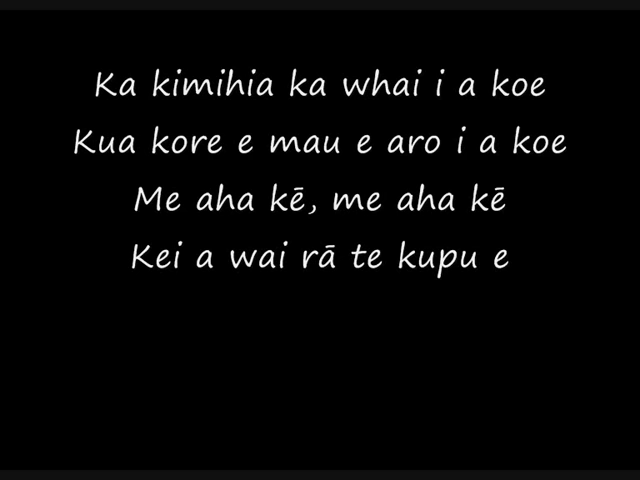 Ka kimihia ka whai i a koe
Kua kore e mau e aro i a koe
Me aha kē, me aha kē
Kei a wai rā te kupu e